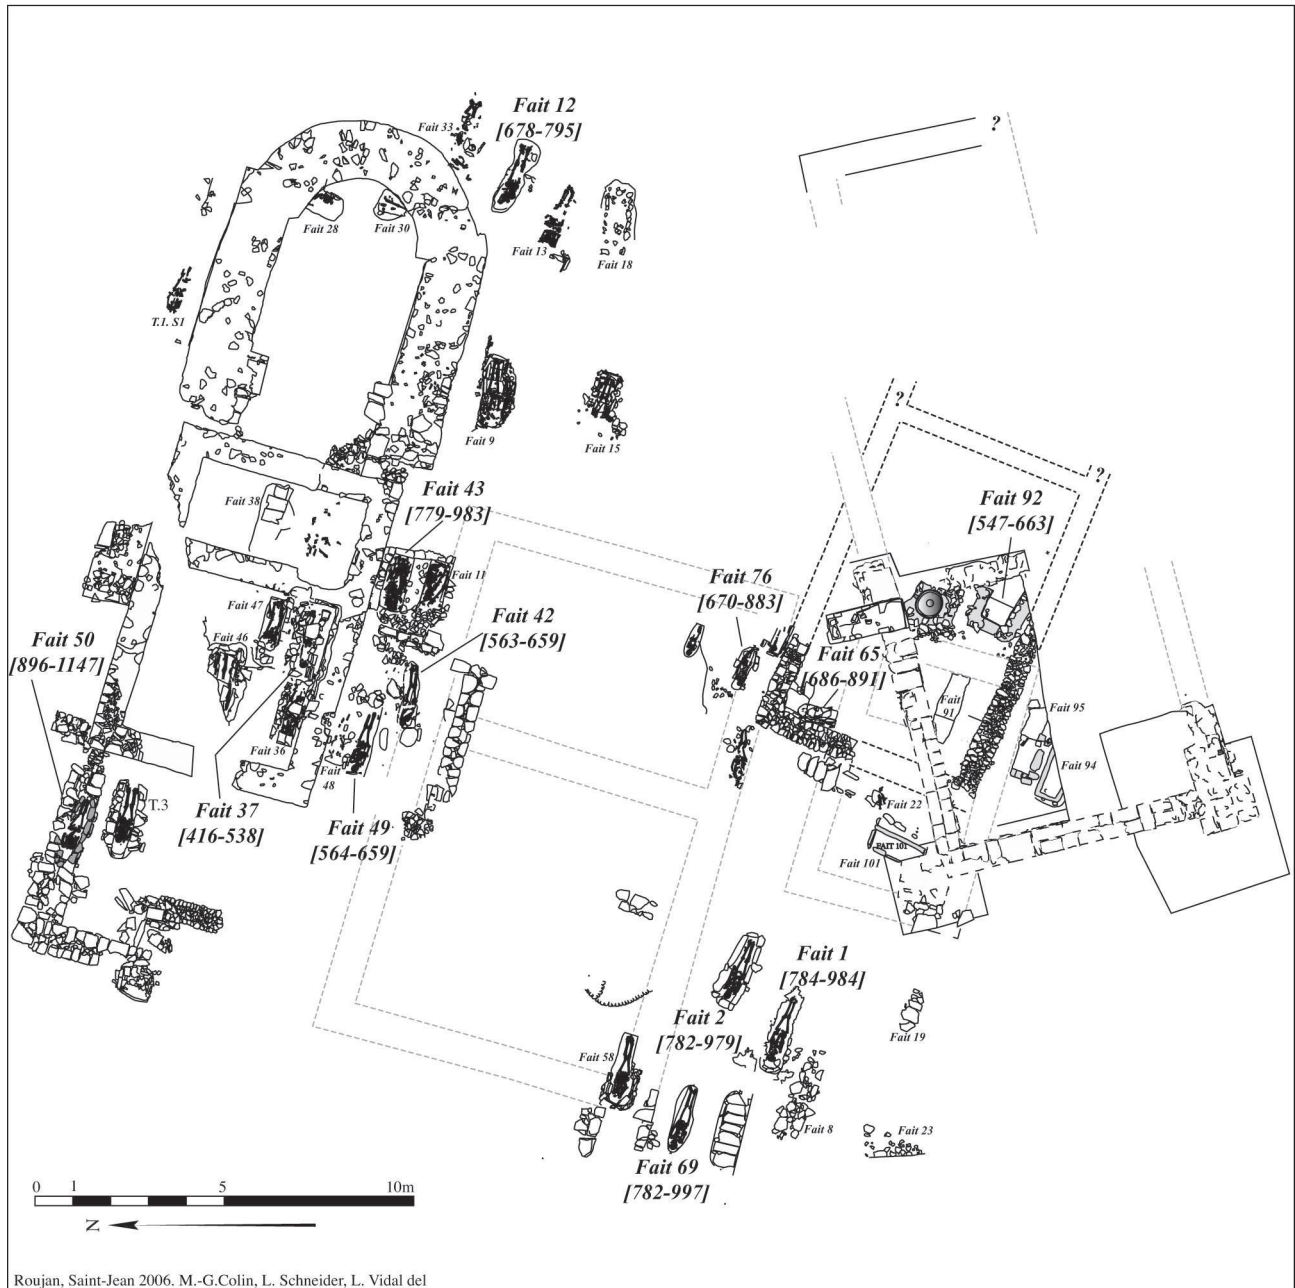 Fait 12
[678-795]
Fait 33
?
Fait 28
Fait 30
Fait 13
Fait 18
T.1. S1
Fait 9
Fait 15
?
?
Fait 43
[779-983]
Fait 38
Fait 92
[547-663]
Fait 11
Fait 76
[670-883]
Fait 47
Fait 42
[563-659]
Fait 46
Fait 50
[896-1147]
Fait 65
[686-891]
Fait
91
Fait 95
Fait 36
Fait
48
Fait 94
T.3
Fait 37
[416-538]
Fait 49
[564-659]
Fait 22
FAIT 101
Fait 101
Fait 1
[784-984]
Fait 2
[782-979]
Fait 19
Fait 58
Fait 8
Fait 23
Fait 69
[782-997]
0 1 5 10m
N
Roujan, Saint-Jean 2006. M.-G.Colin, L. Schneider, L. Vidal del